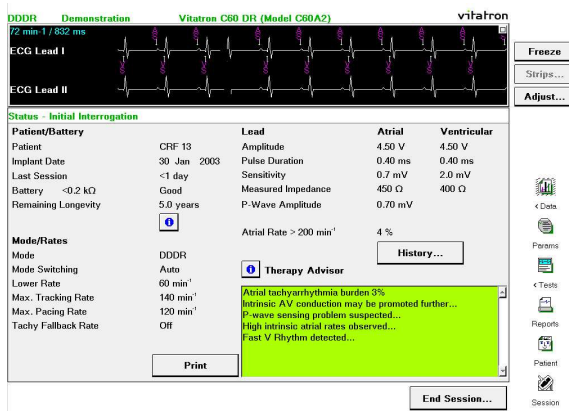 DDDR Demonstration Vitatron C60 DR (Model C60A2) vitatron
72 min-1 / 832 ms
ECG Lead I
ECG Lead II
Freeze
Strips...
Adjust...
Status - Initial Interrogation
Patient/Battery Lead Atrial Ventricular
Patient CRF 13 Amplitude 4.50 V 4.50 V
Implant Date 30 Jan 2003 Pulse Duration 0.40 ms 0.40 ms
Last Session <1 day Sensitivity 0.7 mV 2.0 mV
Battery <0.2 kΩ Good Measured Impedance 450 Ω 400 Ω
Remaining Longevity 5.0 years P-Wave Amplitude 0.70 mV
Atrial Rate > 200 min⁻¹ 4 %
Mode/Rates
History...
Mode DDDR
Mode Switching Auto Therapy Advisor
Lower Rate 60 min⁻¹
Max. Tracking Rate 140 min⁻¹
Max. Pacing Rate 120 min⁻¹
Tachy Fallback Rate Off
Atrial tachyarrhythmia burden 3%
Intrinsic AV conduction may be promoted further...
P-wave sensing problem suspected...
High intrinsic atrial rates observed...
Fast V Rhythm detected...
Print
End Session...
< Data
Params
< Tests
Reports
Patient
Session